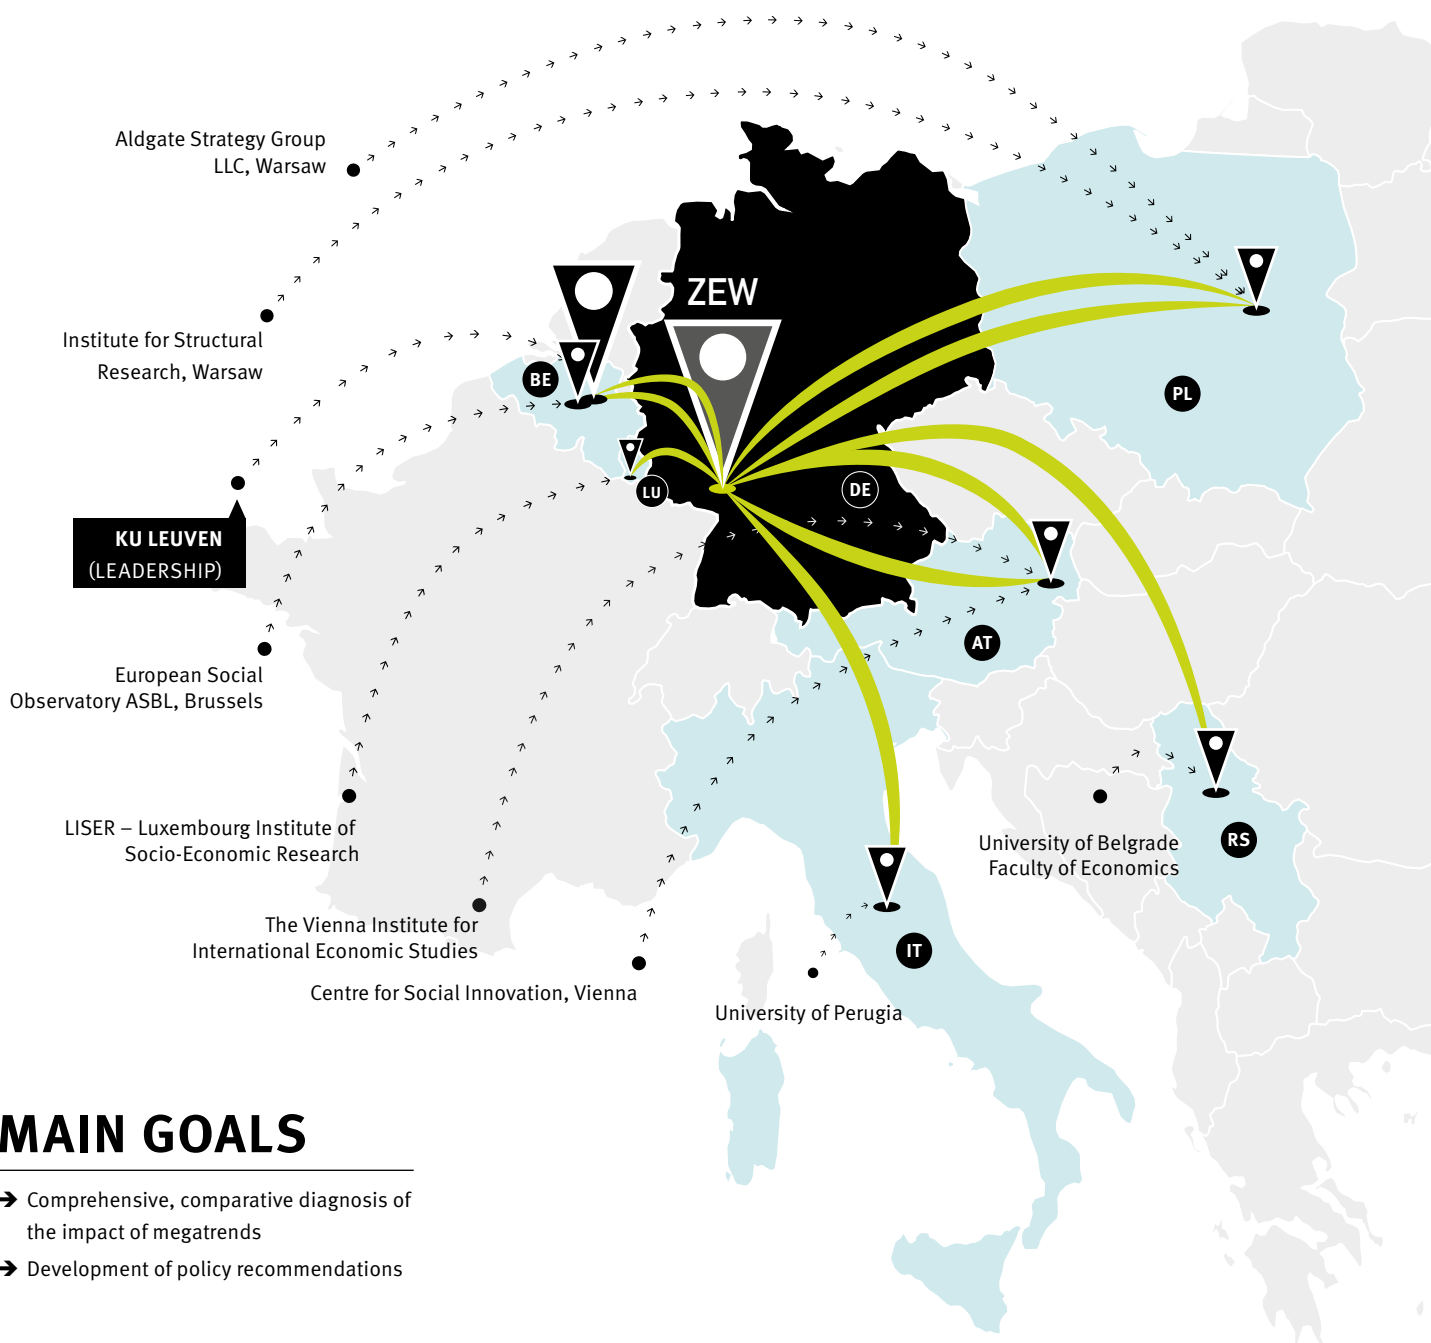 Aldgate Strategy Group
LLC, Warsaw
ZEW
Institute for Structural
Research, Warsaw
BE
PL
LU
DE
KU LEUVEN
(LEADERSHIP)
AT
European Social
Observatory ASBL, Brussels
LISER – Luxembourg Institute of
Socio-Economic Research
University of Belgrade
Faculty of Economics
RS
The Vienna Institute for
International Economic Studies
IT
Centre for Social Innovation, Vienna
University of Perugia
MAIN GOALS
➔ Comprehensive, comparative diagnosis of
the impact of megatrends
➔ Development of policy recommendations